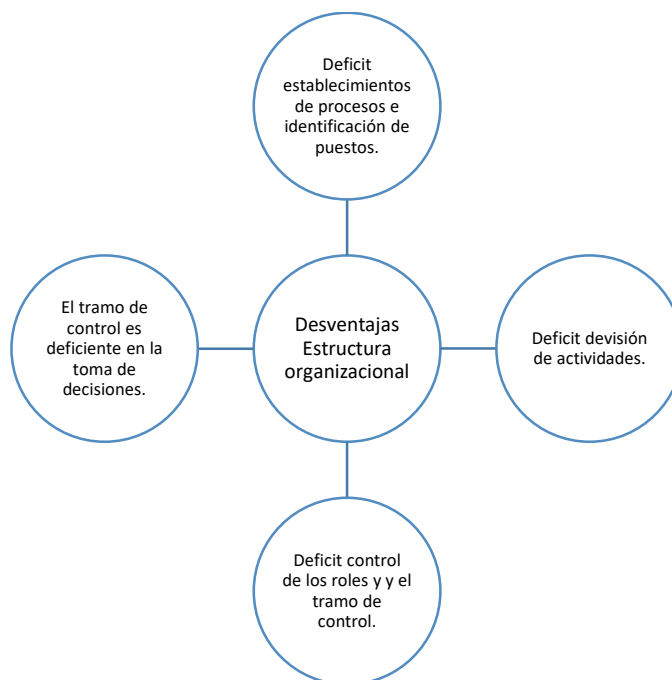 Deficit
establecimientos
de procesos e
identificación de
puestos.
El tramo de
control es
deficiente en la
toma de
decisiones.
Desventajas
Estructura
organizacional
Deficit devisión
de actividades.
Deficit control
de los roles y y el
tramo de
control.